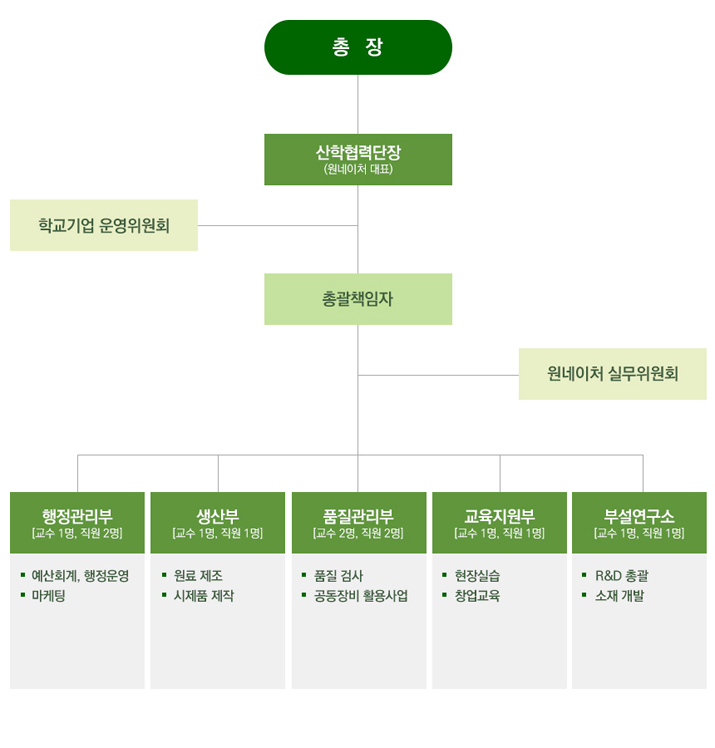 총 장
산학협력단장
(원네이처 대표)
학교기업 운영위원회
총괄책임자
원네이처 실무위원회
행정관리부
[교수 1명, 직원 2명]
예산회계, 행정운영
마케팅
생산부
[교수 1명, 직원 1명]
원료 제조
시제품 제작
품질관리부
[교수 2명, 직원 2명]
품질 검사
공동장비 활용사업
교육지원부
[교수 1명, 직원 1명]
현장실습
창업교육
부설연구소
[교수 1명, 직원 1명]
R&D 총괄
소재 개발